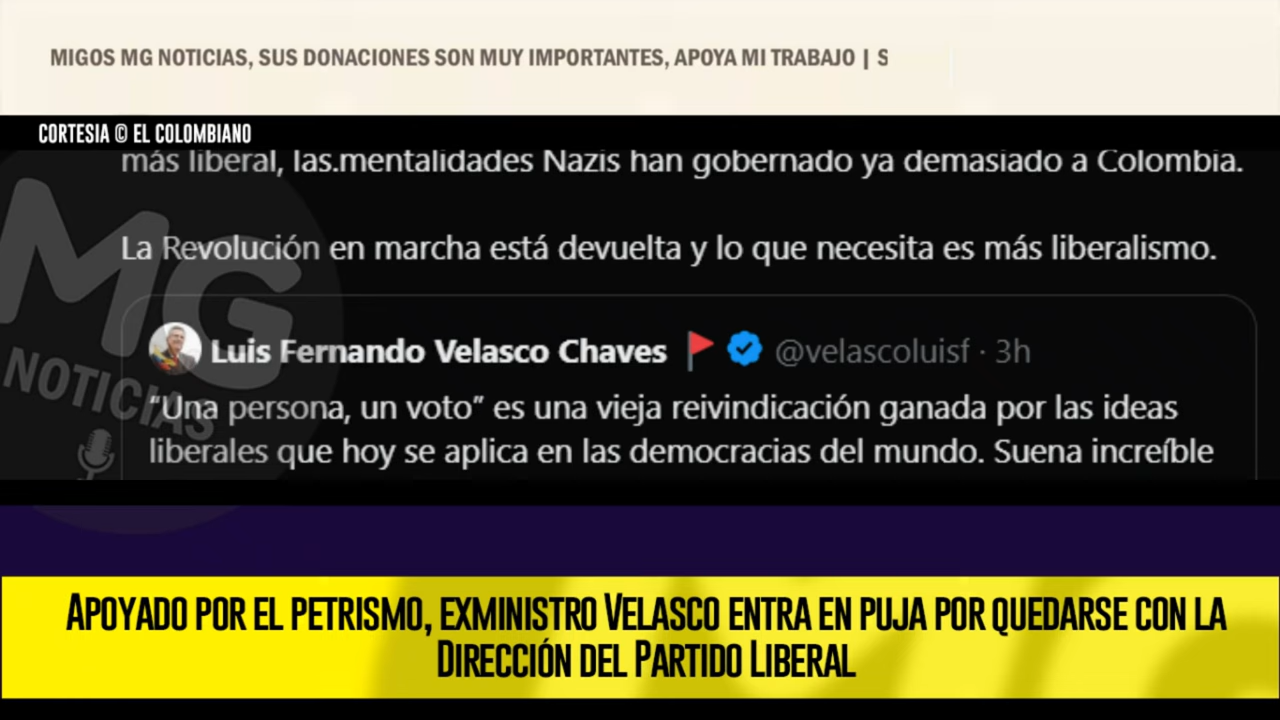 MIGOS MG NOTICIAS, SUS DONACIONES SON MUY IMPORTANTES, APOYA MI TRABAJO | S
CORTESIA © EL COLOMBIANO
más liberal, las.mentalidades Nazis han gobernado ya demasiado a Colombia.
La Revolución en marcha está devuelta y lo que necesita es más liberalismo.
Luis Fernando Velasco Chaves 🚩 @velascoluisf · 3h
“Una persona, un voto” es una vieja reivindicación ganada por las ideas
liberales que hoy se aplica en las democracias del mundo. Suena increíble
MG
NOTICIAS
APOYADO POR EL PETRISMO, EXMINISTRO VELASCO ENTRA EN PUJA POR QUEDARSE CON LA
DIRECCIÓN DEL PARTIDO LIBERAL